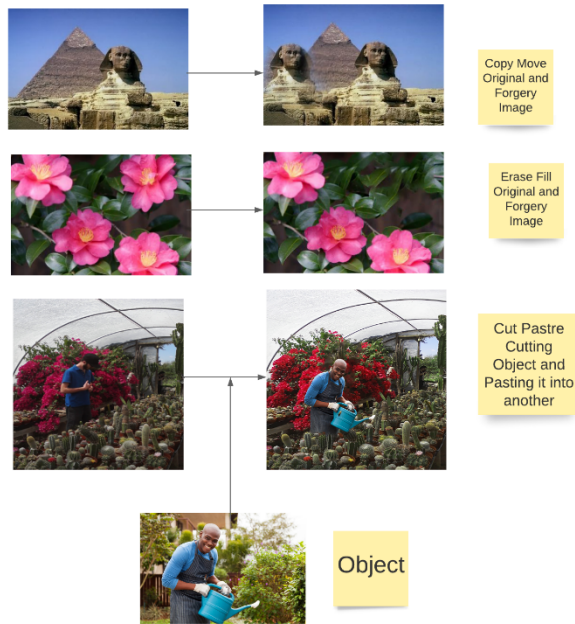 Copy Move
Original and
Forgery
Image
Erase Fill
Original and
Forgery
Image
Cut Pastre
Cutting
Object and
Pasting it into
another
Object